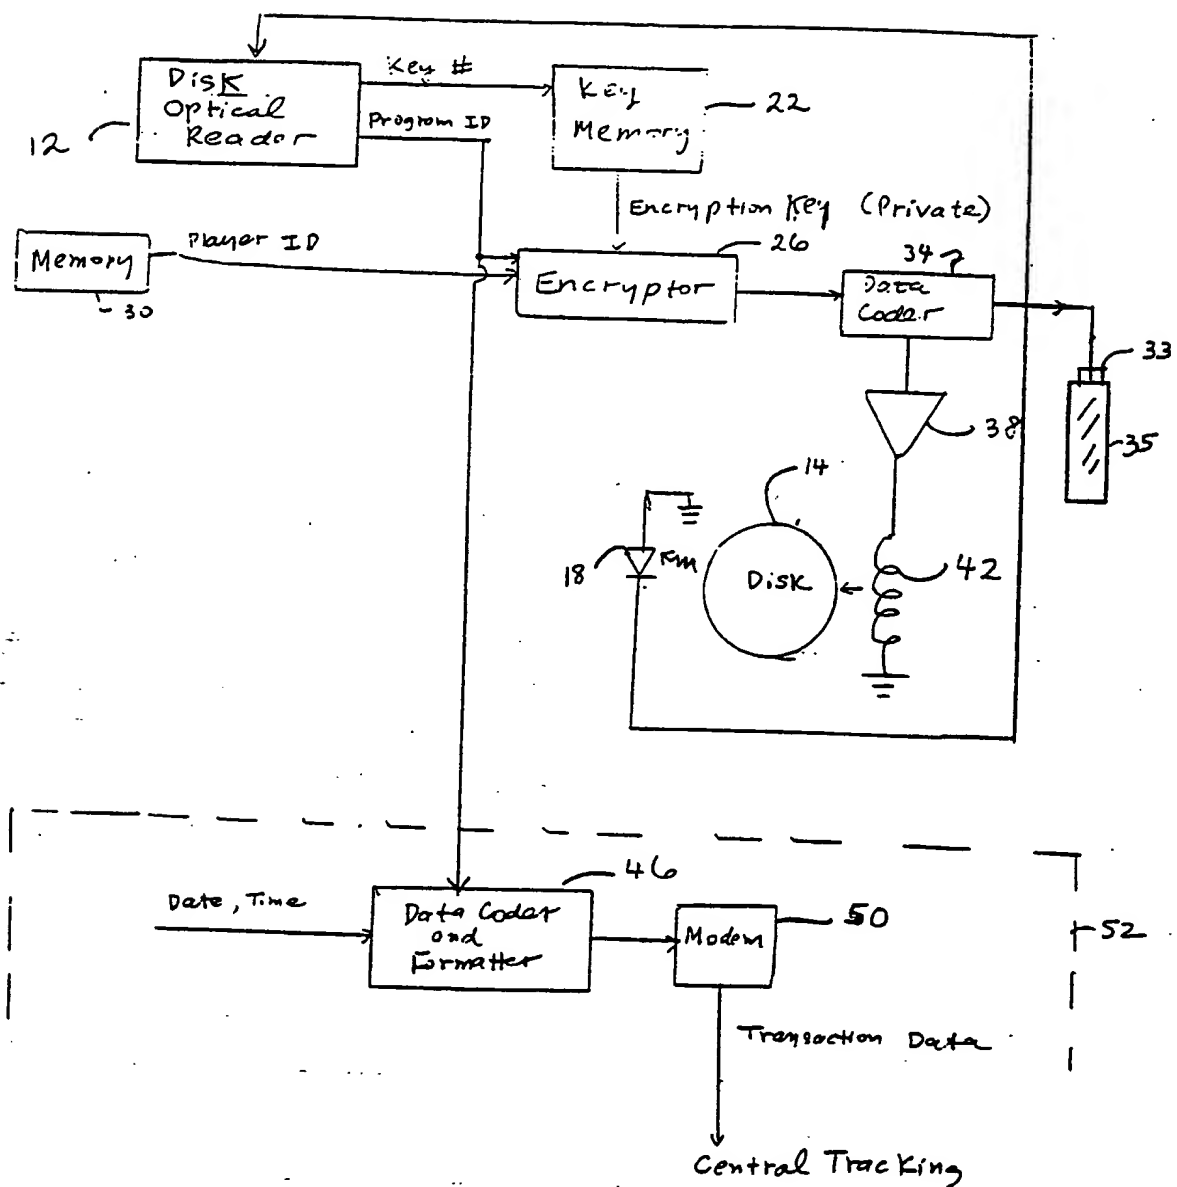 Disk
Optical
Reader
12
Key #
Program ID
Key
Memory
22
Encryption Key (Private)
Memory
30
Player ID
Encryptor
26
Data
Coder
34
33
35
38
14
Disk
18
42
Date, Time
Data Coder
and
Formatter
46
Modem
50
52
Transaction Data
Central Tracking